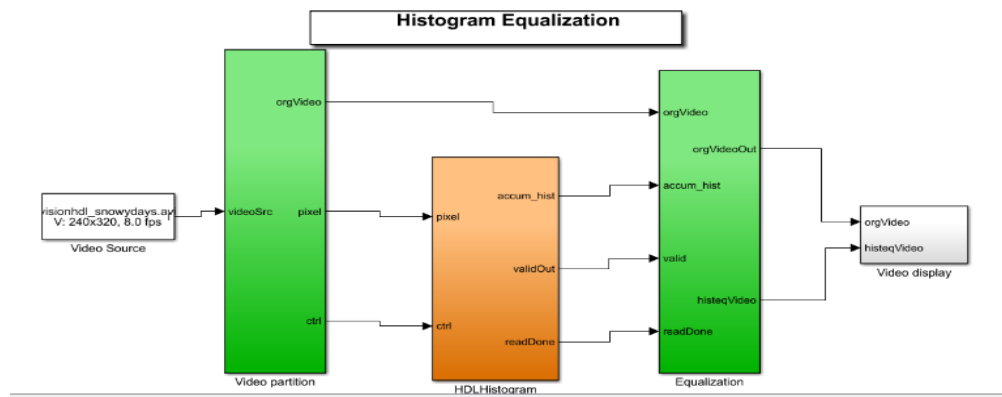 Histogram Equalization
visionhdl_snowydays.av
V: 240x320, 8.0 fps
Video Source
videoSrc
orgVideo
pixel
ctrl
Video partition
pixel
ctrl
accum_hist
validOut
readDone
HDLHistogram
orgVideo
accum_hist
valid
readDone
orgVideoOut
histeqVideo
Equalization
orgVideo
histeqVideo
Video display